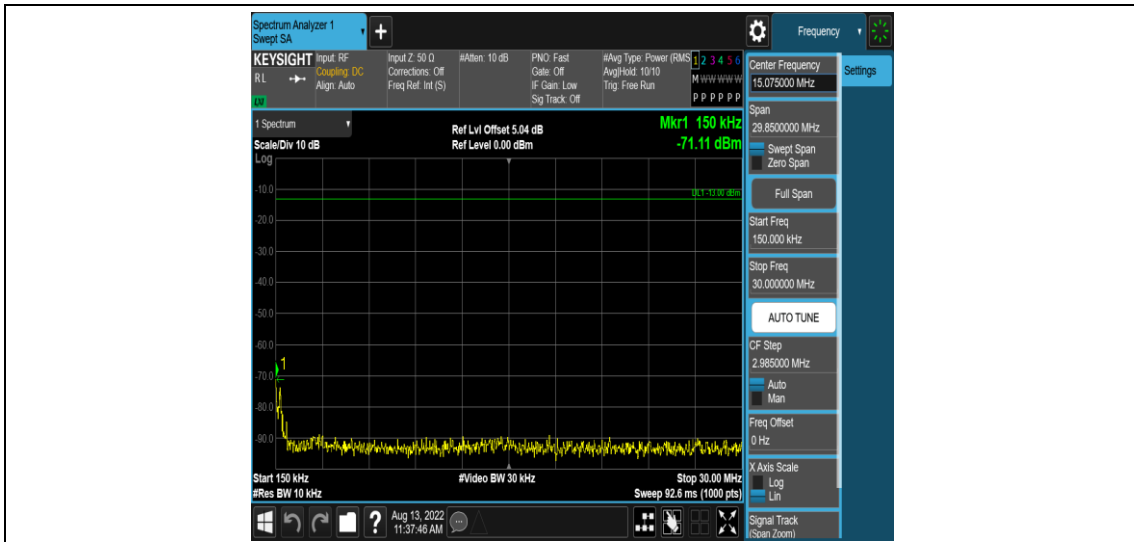 Spectrum Analyzer 1
Swept SA
+
Frequency
KEYSIGHT
RL
LM
Input: RF
Coupling: DC
Align: Auto
Input Z: 50 Ω
Corrections: Off
Freq Ref: Int (S)
#Atten: 10 dB
PNO: Fast
Gate: Off
IF Gain: Low
Sig Track: Off
#Avg Type: Power (RMS
Avg|Hold: 10/10
Trig: Free Run
1 2 3 4 5 6
M W W W W W
P P P P P P
Center Frequency
15.075000 MHz
Settings
1 Spectrum
Scale/Div 10 dB
Log
Ref Lvl Offset 5.04 dB
Ref Level 0.00 dBm
Mkr1 150 kHz
-71.11 dBm
DL1 -13.00 dBm
-10.0
-20.0
-30.0
-40.0
-50.0
-60.0
-70.0
-80.0
-90.0
1
Start 150 kHz
#Res BW 10 kHz
#Video BW 30 kHz
Stop 30.00 MHz
Sweep 92.6 ms (1000 pts)
Span
29.8500000 MHz
Swept Span
Zero Span
Full Span
Start Freq
150.000 kHz
Stop Freq
30.000000 MHz
AUTO TUNE
CF Step
2.985000 MHz
Auto
Man
Freq Offset
0 Hz
X Axis Scale
Log
Lin
Signal Track
(Span Zoom)
?
Aug 13, 2022
11:37:46 AM